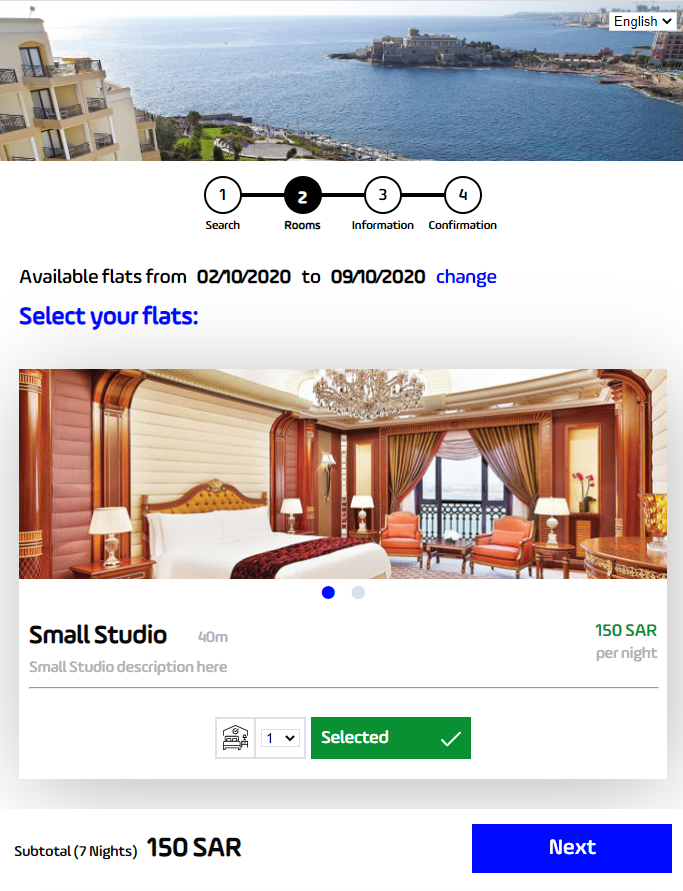 English
1 2 3 4
Search Rooms Information Confirmation
Available flats from 02/10/2020 to 09/10/2020 change
Select your flats:
Small Studio 40m 150 SAR
Small Studio description here per night
1 Selected
Subtotal (7 Nights) 150 SAR Next